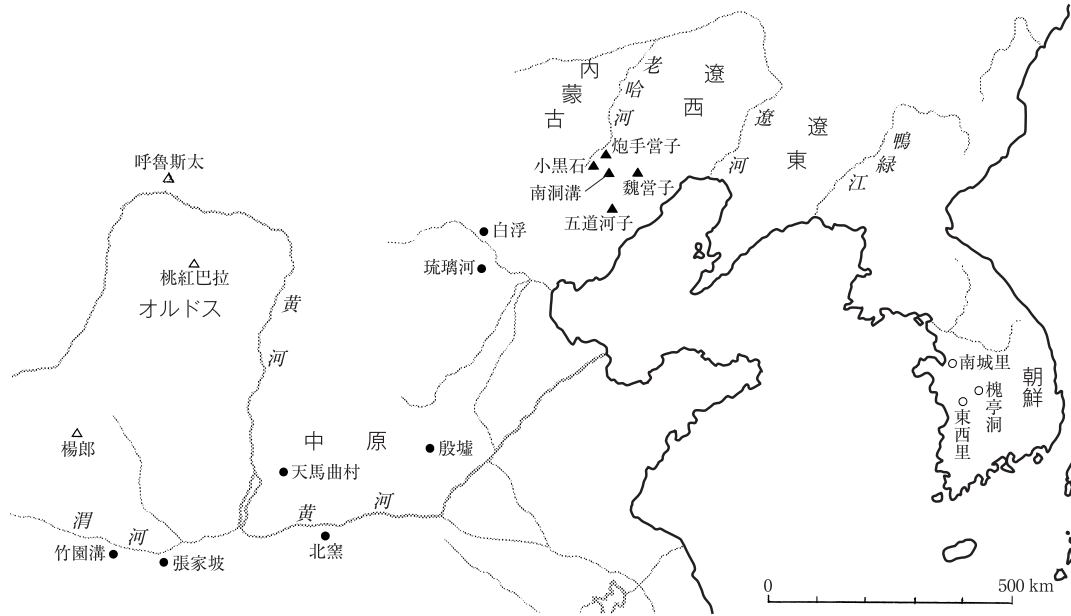 内蒙古
老哈河
遼西
遼河
遼東
鴨緑江
炮手営子
小黒石
南洞溝
魏営子
五道河子
呼魯斯太
白浮
琉璃河
桃紅巴拉
オルドス
黄河
南城里
槐亭洞
東西里
朝鮮
楊郎
中原
殷墟
天馬曲村
黄河
渭河
竹園溝
張家坡
北窯
0 500 km